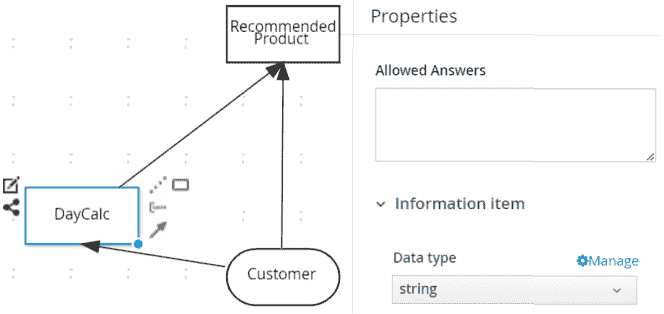 Recommended
Product
DayCalc
Customer
Properties
Allowed Answers
Information item
Data type
Manage
string